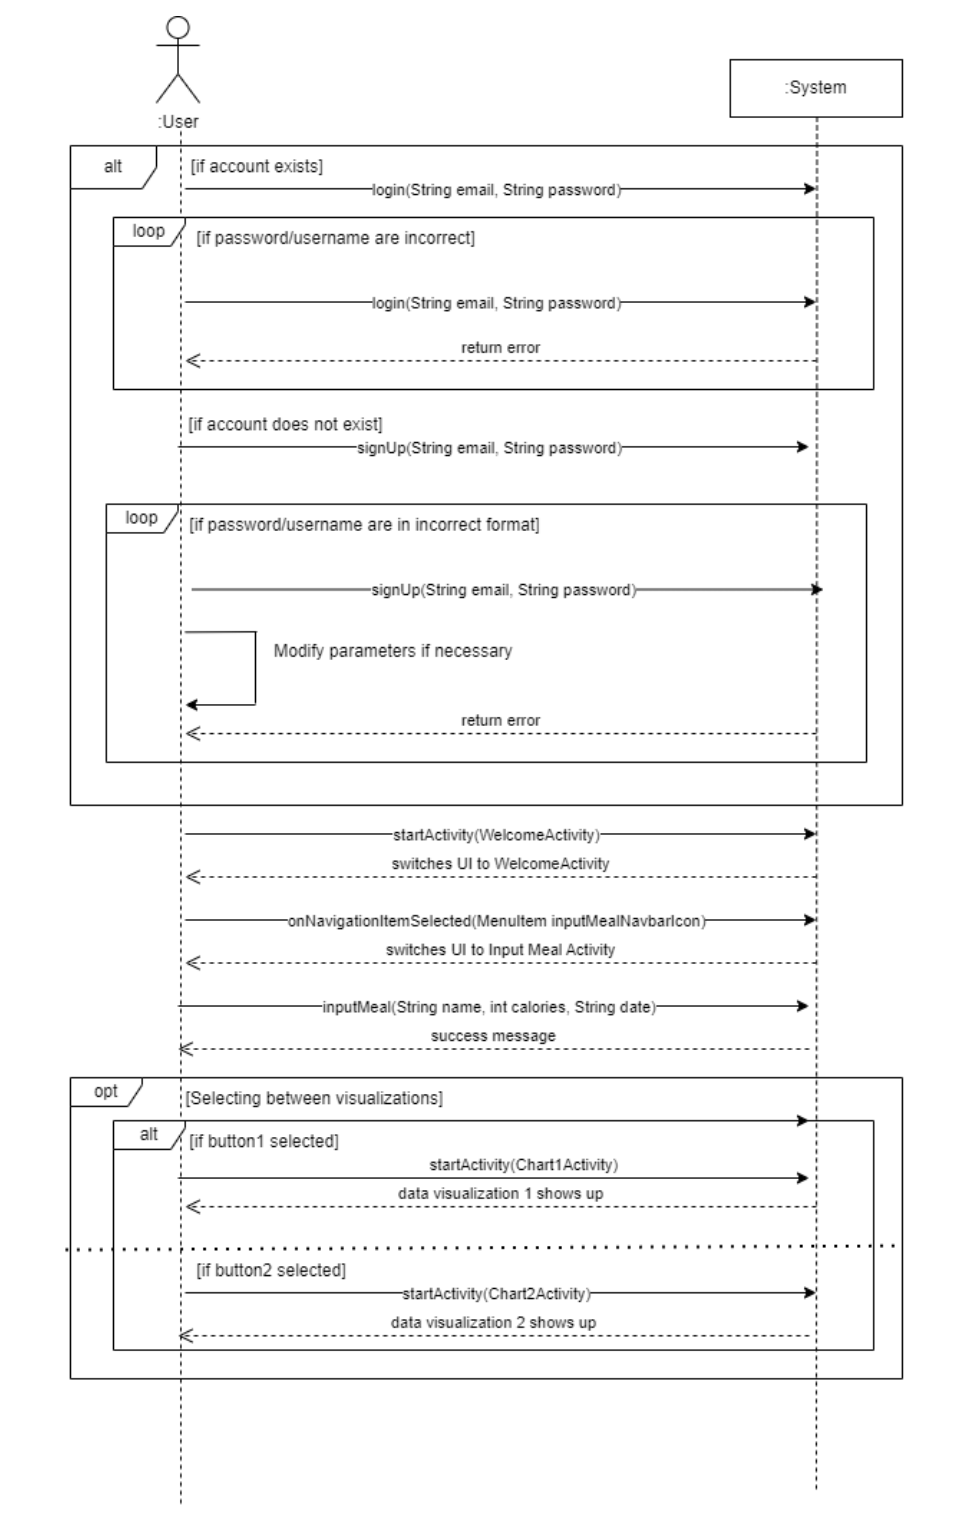 :User
:System
alt
[if account exists]
login(String email, String password)
loop
[if password/username are incorrect]
login(String email, String password)
return error
[if account does not exist]
signUp(String email, String password)
loop
[if password/username are in incorrect format]
signUp(String email, String password)
Modify parameters if necessary
return error
startActivity(WelcomeActivity)
switches UI to WelcomeActivity
onNavigationItemSelected(MenuItem inputMealNavbarIcon)
switches UI to Input Meal Activity
inputMeal(String name, int calories, String date)
success message
opt
[Selecting between visualizations]
alt
[if button1 selected]
startActivity(Chart1Activity)
data visualization 1 shows up
[if button2 selected]
startActivity(Chart2Activity)
data visualization 2 shows up